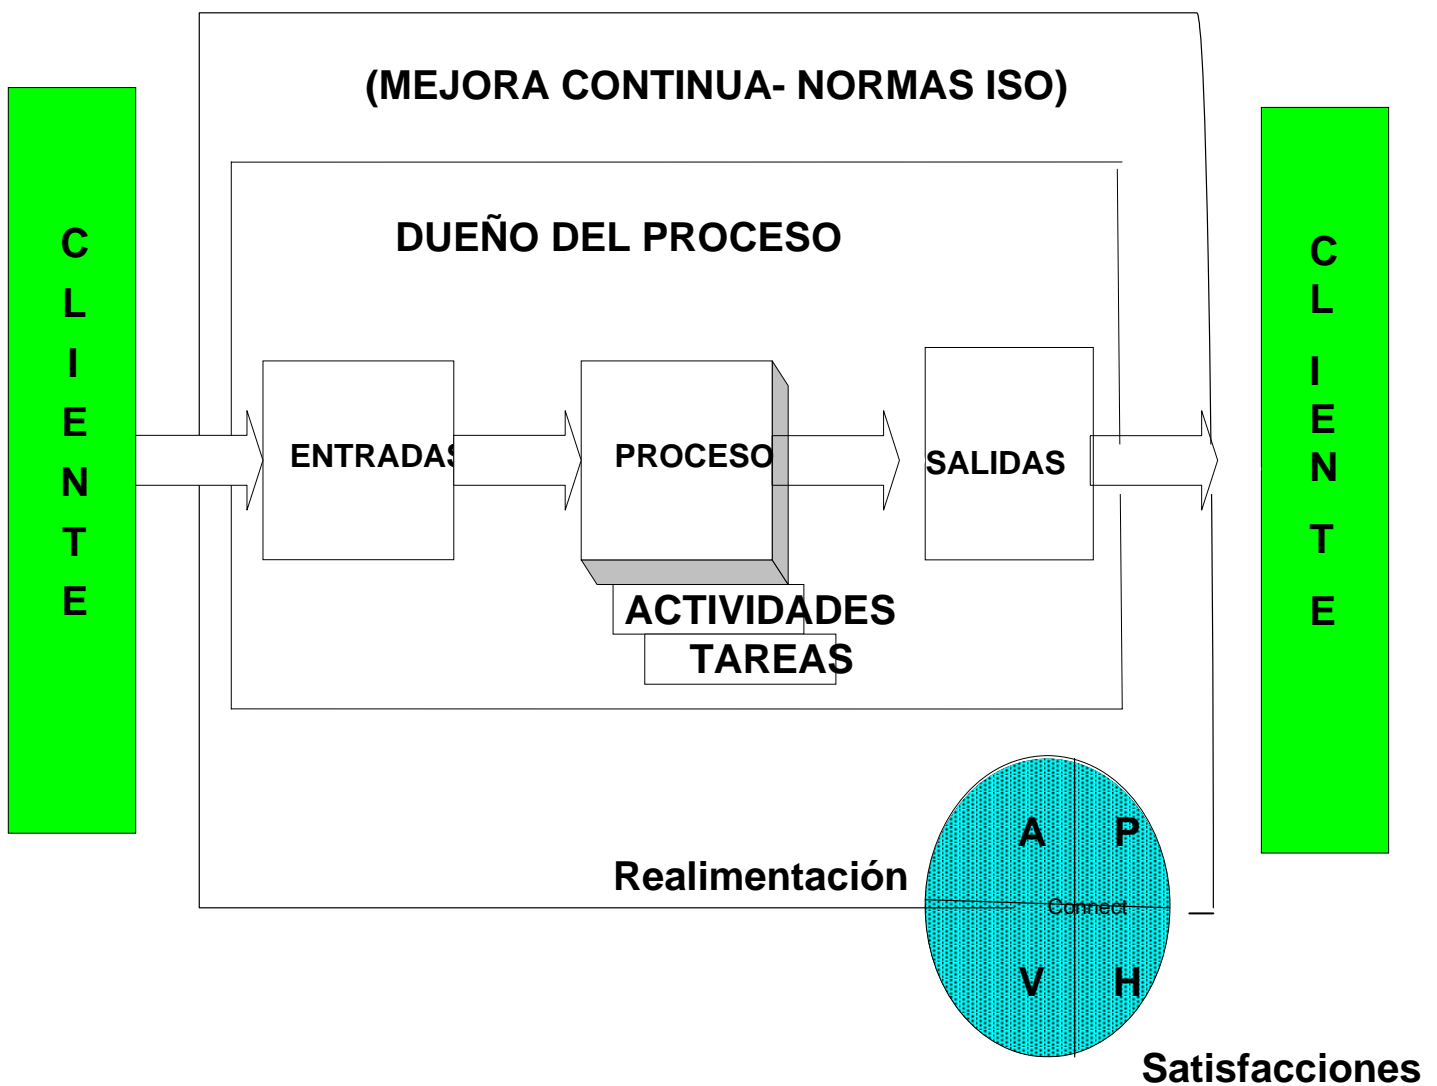 (MEJORA CONTINUA- NORMAS ISO)
DUEÑO DEL PROCESO
C
L
I
E
N
T
E
ENTRADAS
PROCESO
SALIDAS
ACTIVIDADES
TAREAS
C
L
I
E
N
T
E
Realimentación
A P
Connect
V H
Satisfacciones